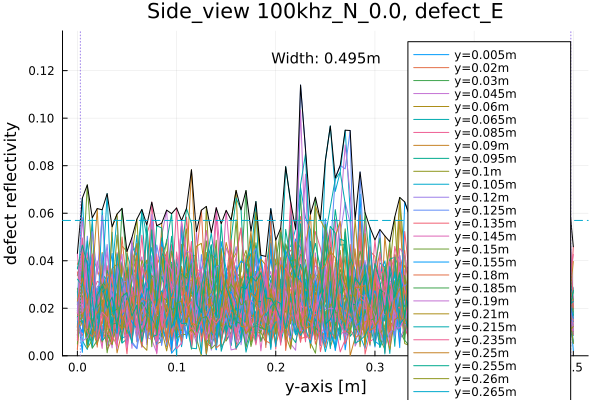 Side_view 100khz_N_0.0, defect_E
Width: 0.495m
defect reflectivity
0.12
0.10
0.08
0.06
0.04
0.02
0.00
0.0
0.1
0.2
0.3
.5
y-axis [m]
y=0.005m
y=0.02m
y=0.03m
y=0.045m
y=0.06m
y=0.065m
y=0.085m
y=0.09m
y=0.095m
y=0.1m
y=0.105m
y=0.12m
y=0.125m
y=0.135m
y=0.145m
y=0.15m
y=0.155m
y=0.18m
y=0.185m
y=0.19m
y=0.21m
y=0.215m
y=0.235m
y=0.25m
y=0.255m
y=0.26m
y=0.265m